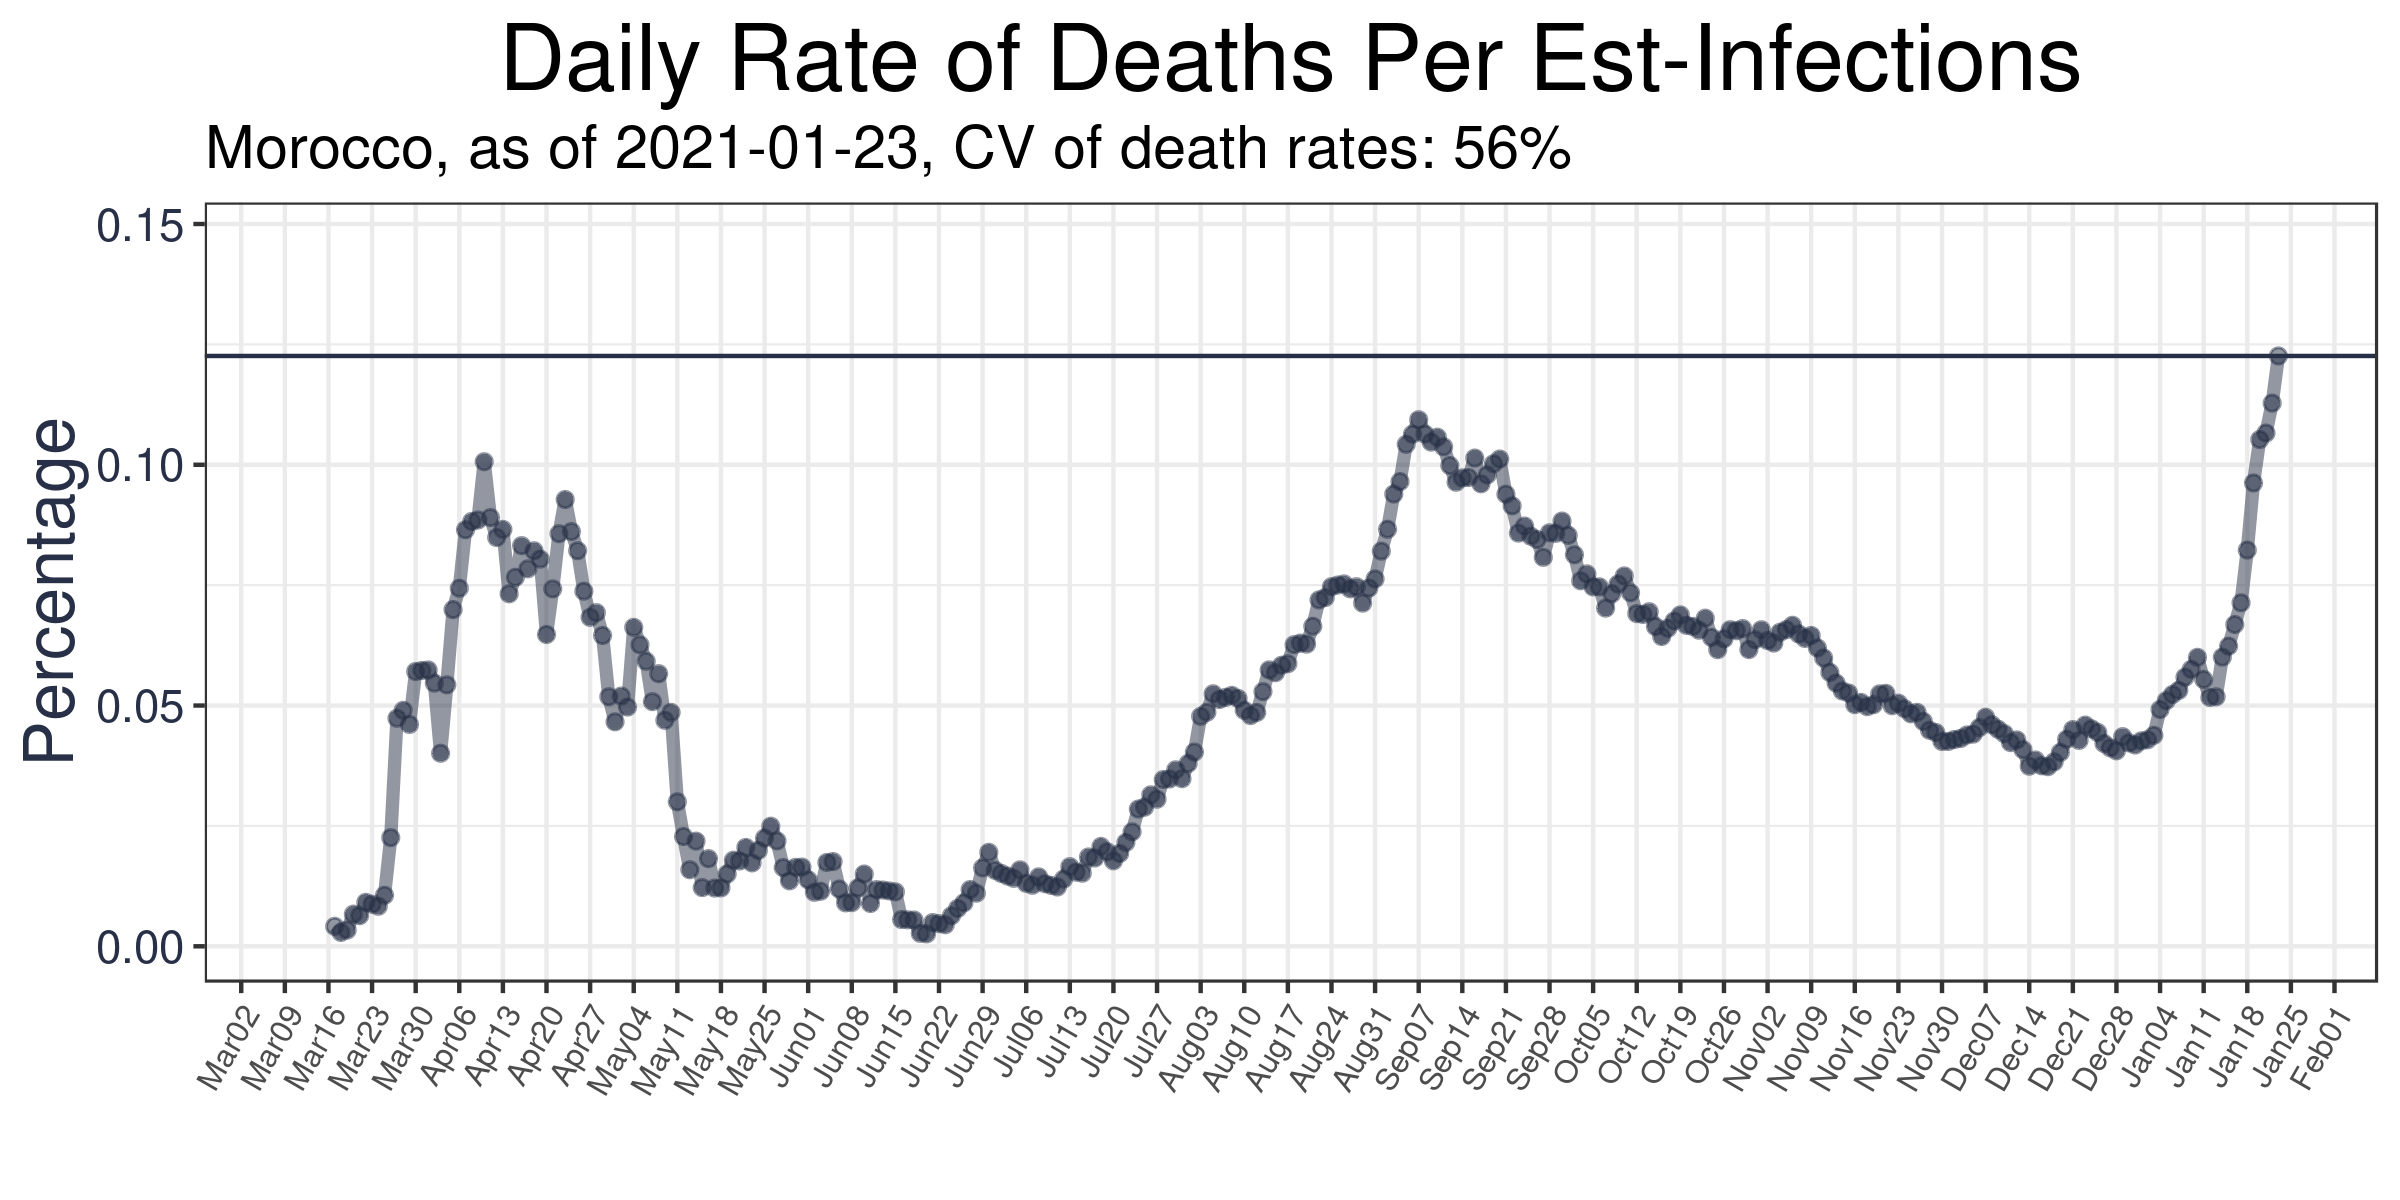 Daily Rate of Deaths Per Est-Infections
Morocco, as of 2021-01-23, CV of death rates: 56%
Percentage
0.15
0.10
0.05
0.00
Mar02
Mar09
Mar16
Mar23
Mar30
Apr06
Apr13
Apr20
Apr27
May04
May11
May18
May25
Jun01
Jun08
Jun15
Jun22
Jun29
Jul06
Jul13
Jul20
Jul27
Aug03
Aug10
Aug17
Aug24
Aug31
Sep07
Sep14
Sep21
Sep28
Oct05
Oct12
Oct19
Oct26
Nov02
Nov09
Nov16
Nov23
Nov30
Dec07
Dec14
Dec21
Dec28
Jan04
Jan11
Jan18
Jan25
Feb01